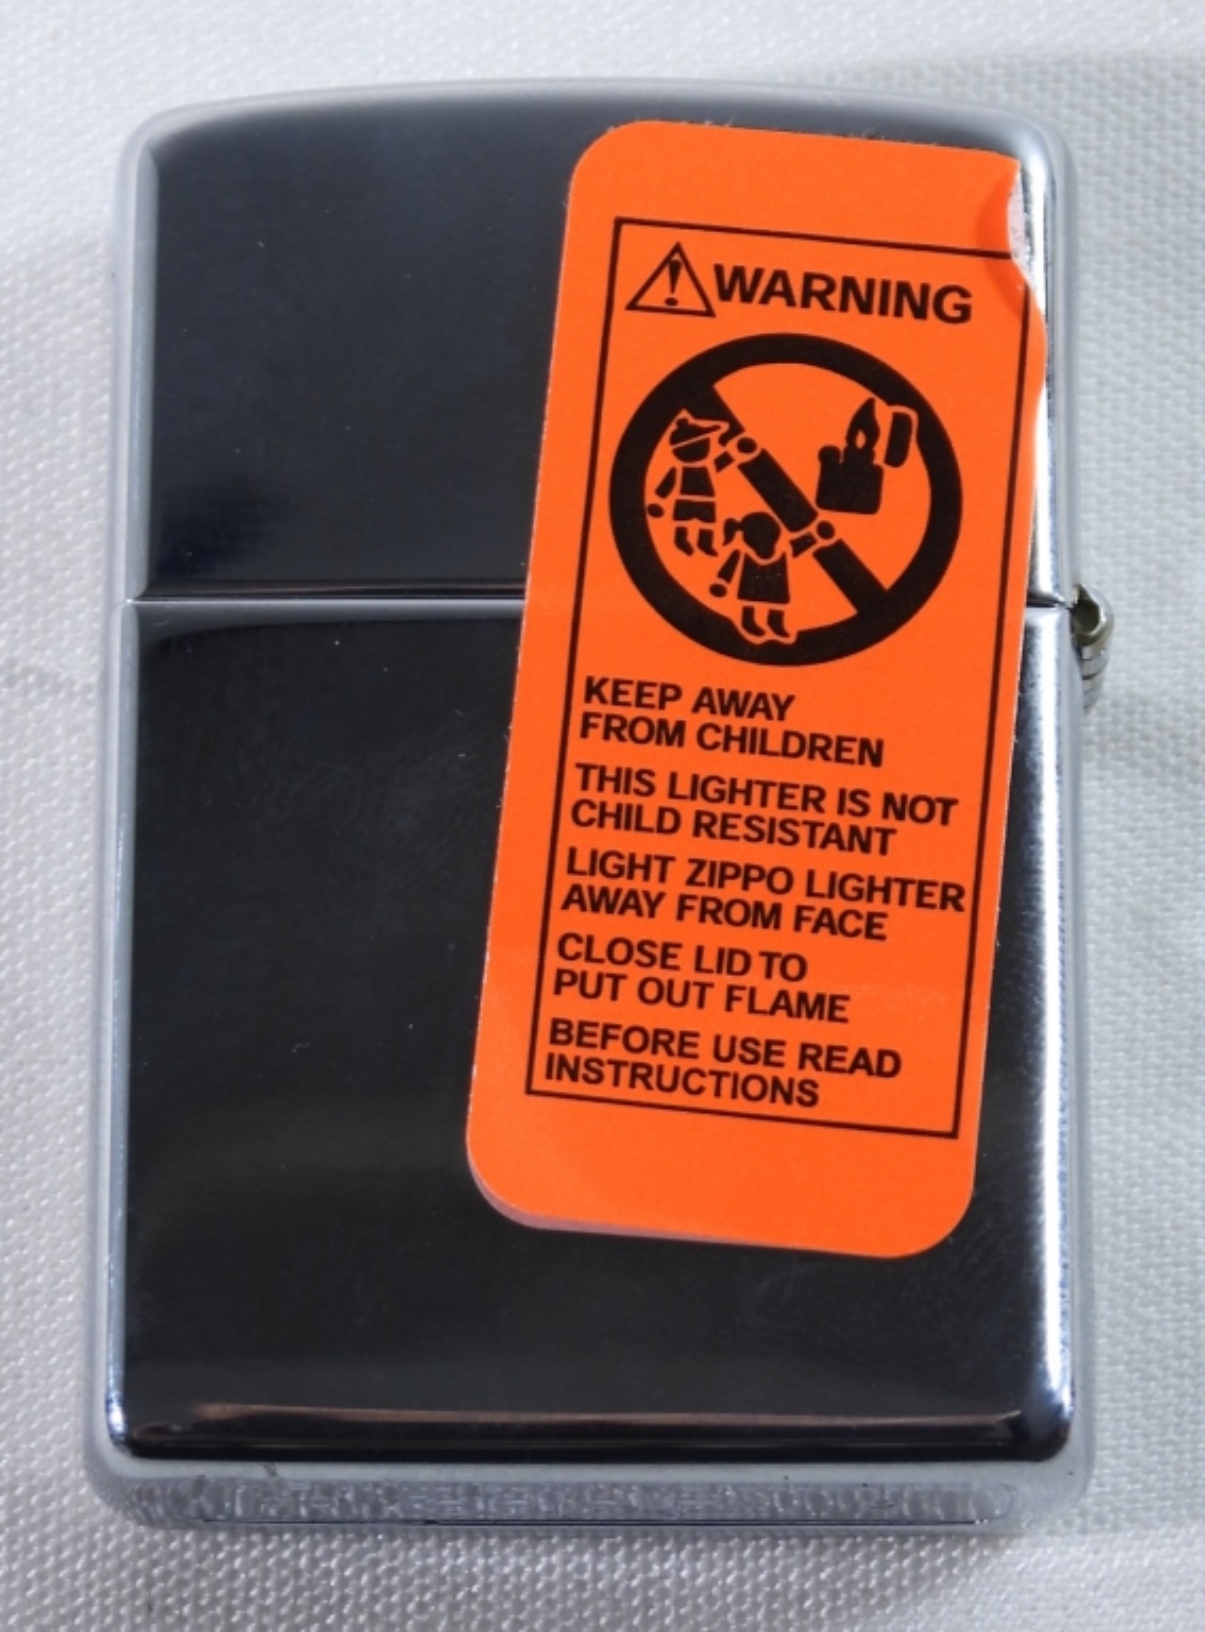 WARNING
KEEP AWAY
FROM CHILDREN
THIS LIGHTER IS NOT
CHILD RESISTANT
LIGHT ZIPPO LIGHTER
AWAY FROM FACE
CLOSE LID TO
PUT OUT FLAME
BEFORE USE READ
INSTRUCTIONS